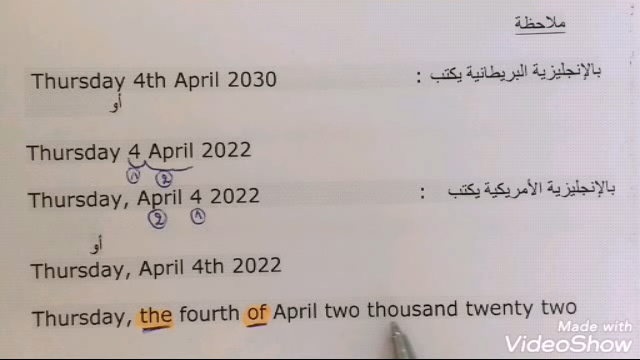 ملاحظة
بالإنجليزية البريطانية يكتب :
Thursday 4th April 2030
أو
Thursday 4 April 2022
1 2
بالإنجليزية الأمريكية يكتب :
Thursday, April 4 2022
2 1
أو
Thursday, April 4th 2022
Thursday, the fourth of April two thousand twenty two
Made with
VideoShow